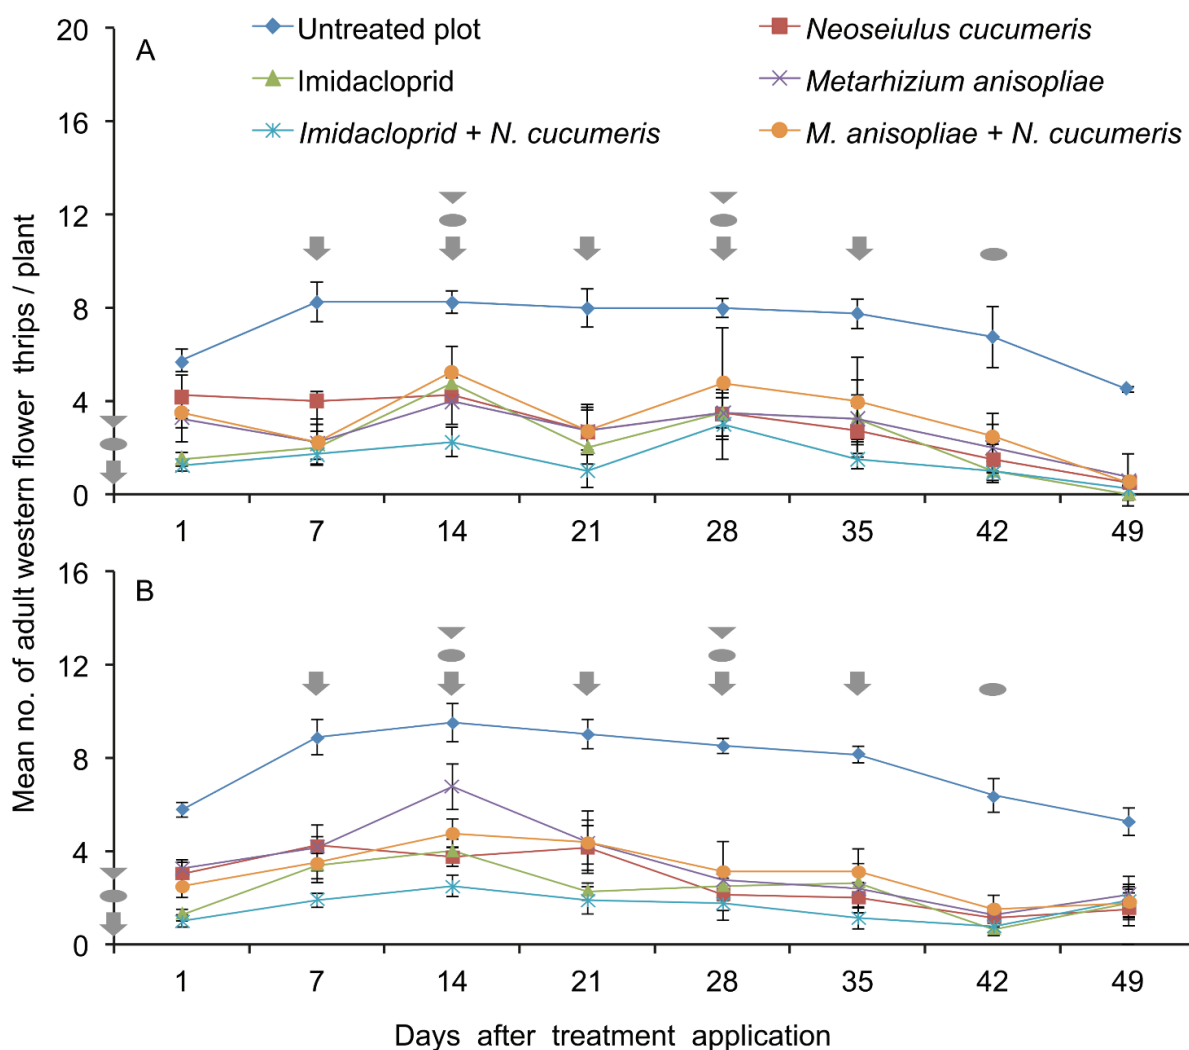 Mean no. of adult western flower thrips / plant
A
Untreated plot
Neoseiulus cucumeris
Imidacloprid
Metarhizium anisopliae
Imidacloprid + N. cucumeris
M. anisopliae + N. cucumeris
20
16
12
8
4
0
1 7 14 21 28 35 42 49
B
16
12
8
4
0
1 7 14 21 28 35 42 49
Days after treatment application